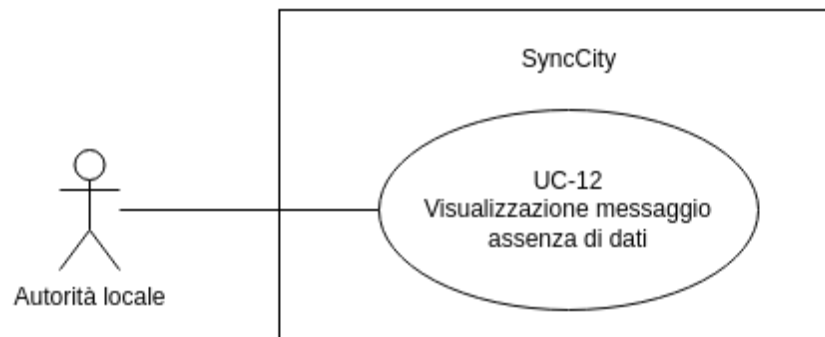 SyncCity
UC-12
Visualizzazione messaggio
assenza di dati
Autorità locale